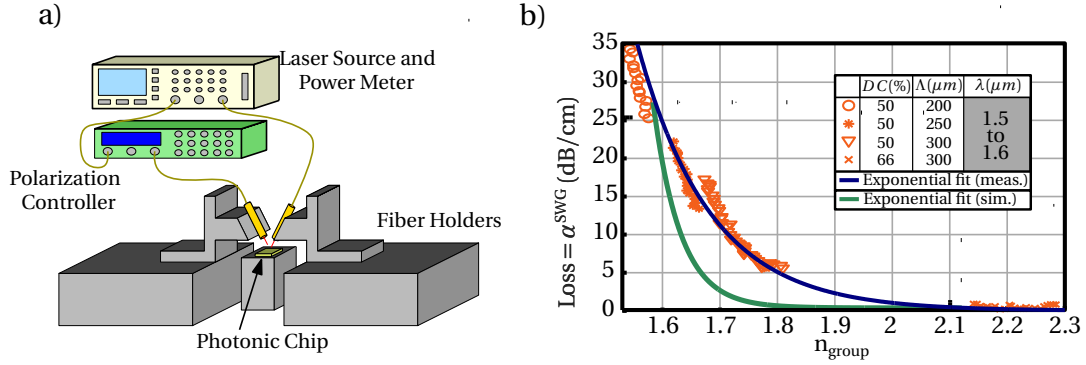 a)
Laser Source and
Power Meter
Polarization
Controller
Fiber Holders
Photonic Chip
b)
Loss = α^SWG (dB/cm)
35
30
25
20
15
10
5
0
1.6 1.7 1.8 1.9 2 2.1 2.2 2.3
n_group
DC(%) Λ(μm) λ(μm)
50 200
50 250
50 300
66 300
1.5
to
1.6
Exponential fit (meas.)
Exponential fit (sim.)